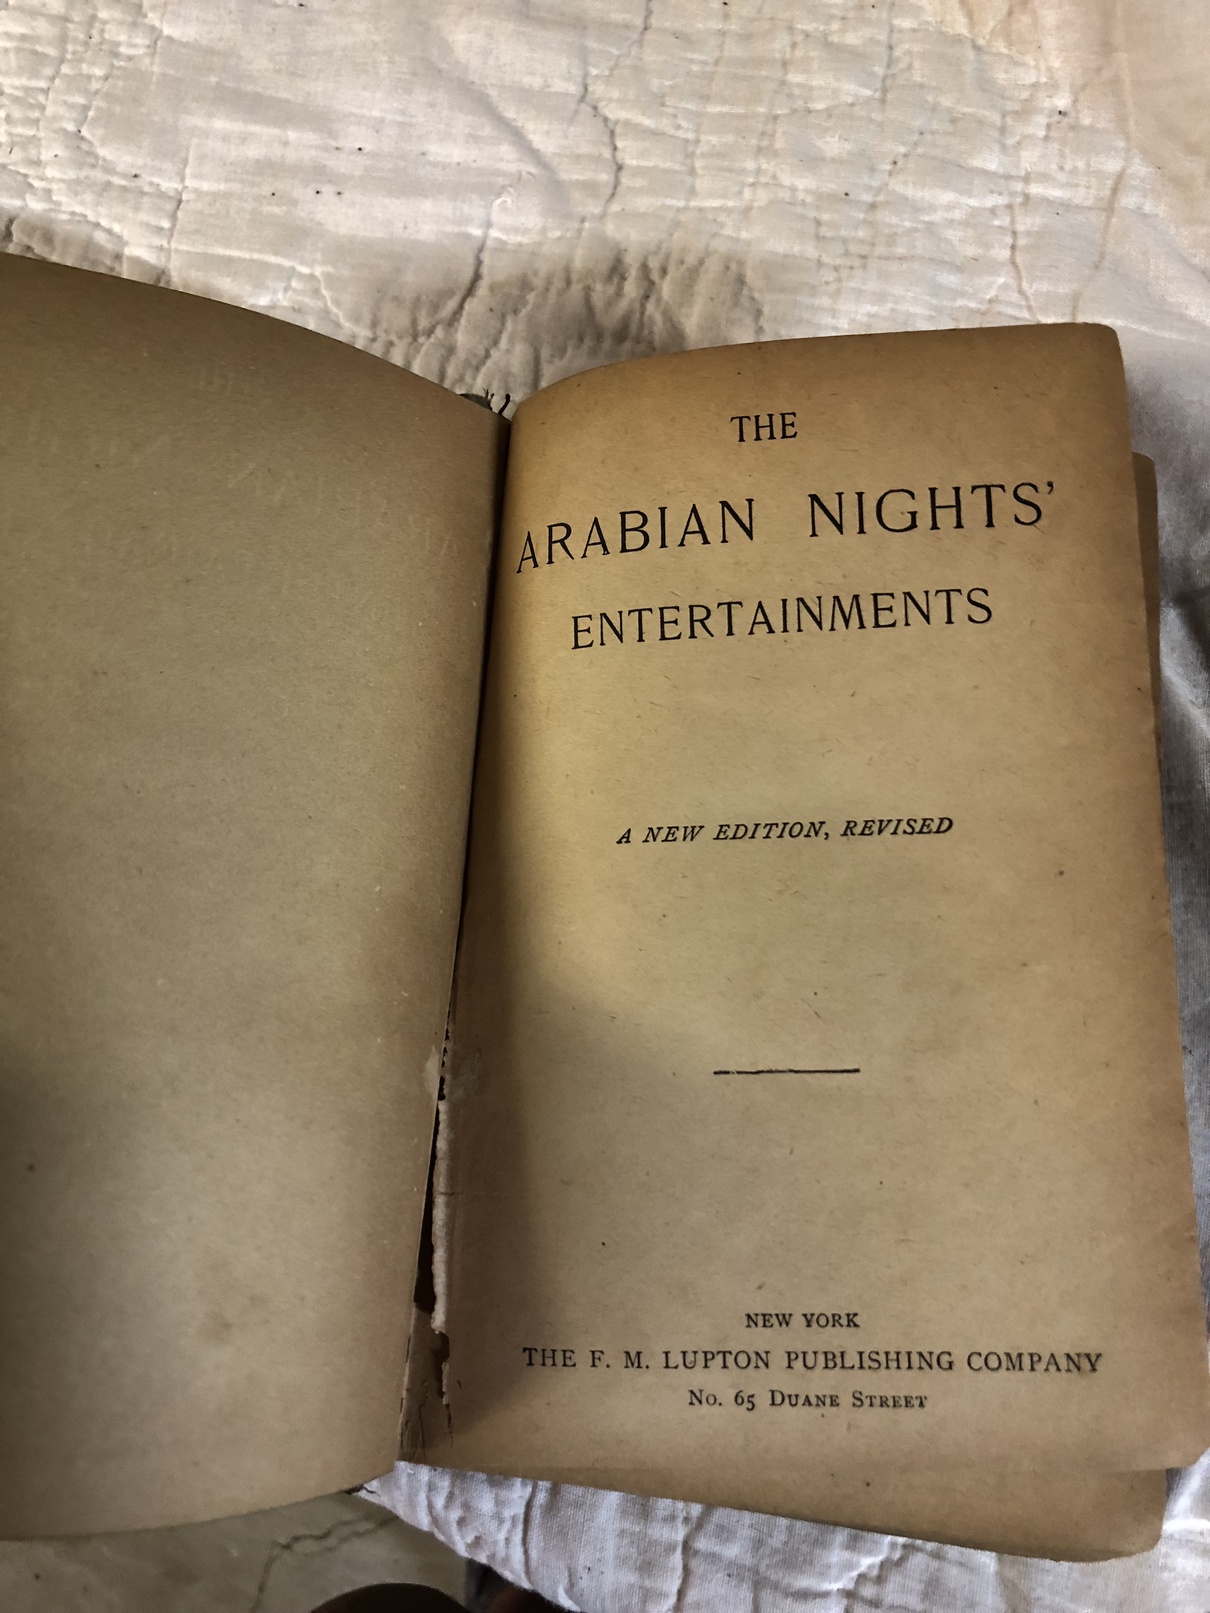 THE
ARABIAN NIGHTS'
ENTERTAINMENTS
A NEW EDITION, REVISED
NEW YORK
THE F. M. LUPTON PUBLISHING COMPANY
No. 65 Duane Street